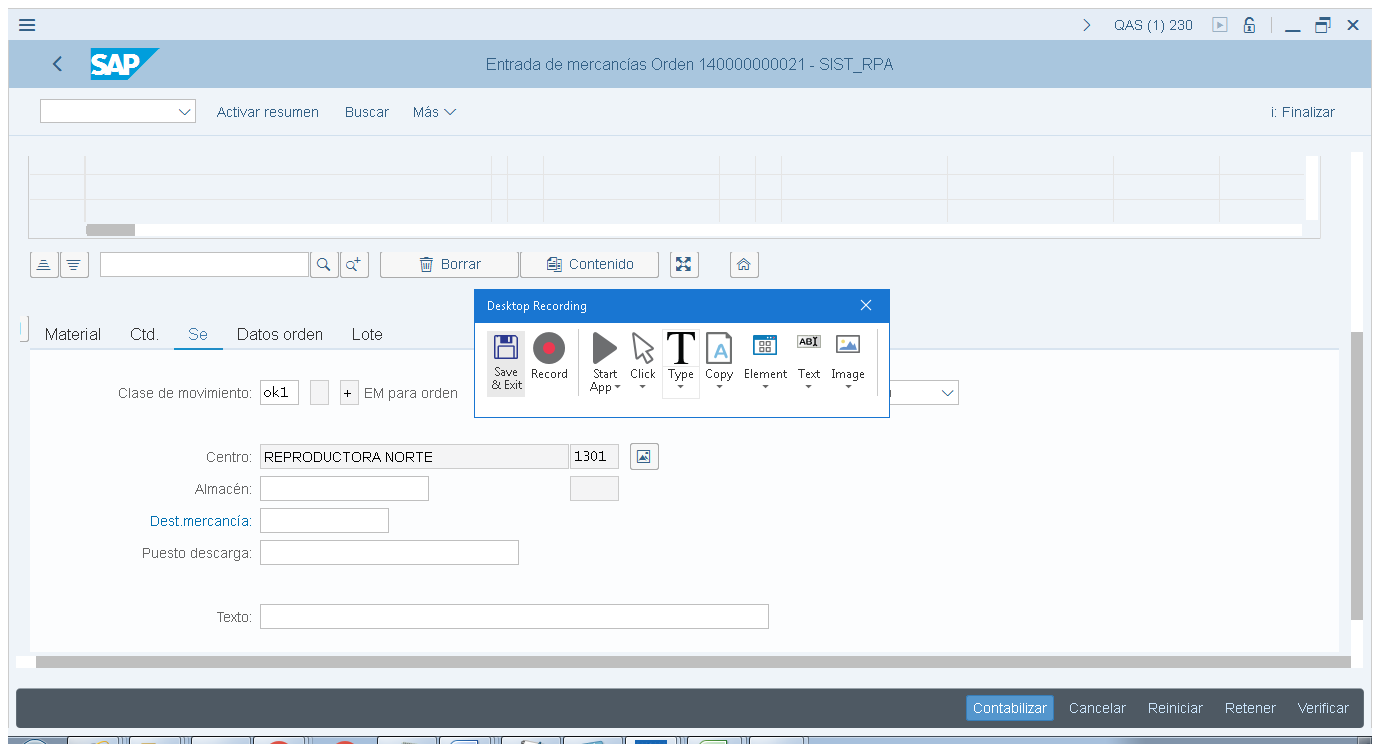 QAS (1) 230
SAP
Entrada de mercancías Orden 140000000021 - SIST_RPA
Activar resumen Buscar Más i: Finalizar
Borrar Contenido
Desktop Recording
Save & Exit Record Start App Click Type Copy Element Text Image
Material Ctd. Se Datos orden Lote
Clase de movimiento: ok1 + EM para orden
Centro: REPRODUCTORA NORTE 1301
Almacén:
Dest.mercancía:
Puesto descarga:
Texto:
Contabilizar Cancelar Reiniciar Retener Verificar